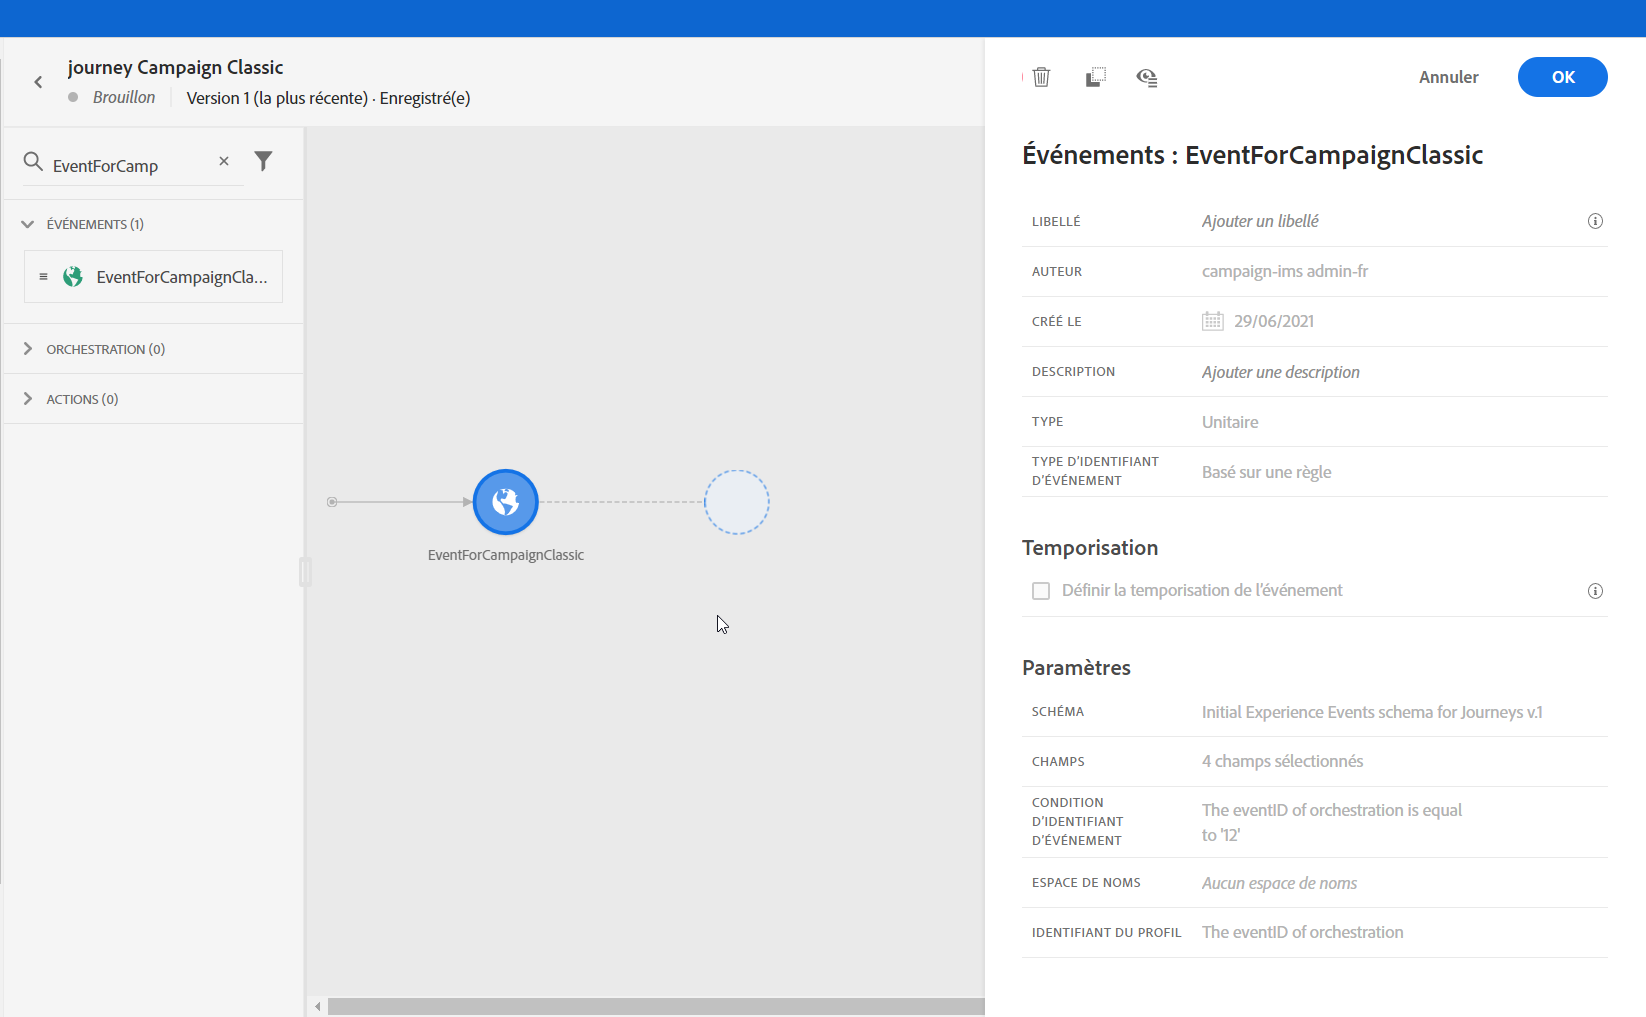 journey Campaign Classic
Brouillon
Version 1 (la plus récente) · Enregistré(e)
EventForCamp
ÉVÉNEMENTS (1)
EventForCampaignCla...
ORCHESTRATION (0)
ACTIONS (0)
EventForCampaignClassic
Annuler
OK
Événements : EventForCampaignClassic
LIBELLÉ
Ajouter un libellé
AUTEUR
campaign-ims admin-fr
CRÉÉ LE
29/06/2021
DESCRIPTION
Ajouter une description
TYPE
Unitaire
TYPE D'IDENTIFIANT
D'ÉVÉNEMENT
Basé sur une règle
Temporisation
Définir la temporisation de l'événement
Paramètres
SCHÉMA
Initial Experience Events schema for Journeys v.1
CHAMPS
4 champs sélectionnés
CONDITION
D'IDENTIFIANT
D'ÉVÉNEMENT
The eventID of orchestration is equal
to '12'
ESPACE DE NOMS
Aucun espace de noms
IDENTIFIANT DU PROFIL
The eventID of orchestration